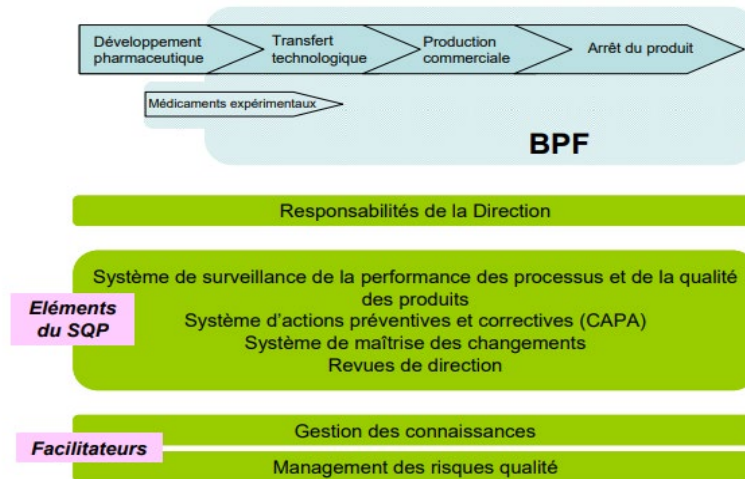 Développement
pharmaceutique
Transfert
technologique
Production
commerciale
Arrêt du produit
Médicaments expérimentaux
BPF
Responsabilités de la Direction
Système de surveillance de la performance des processus et de la qualité
des produits
Système d'actions préventives et correctives (CAPA)
Système de maîtrise des changements
Revues de direction
Eléments
du SQP
Gestion des connaissances
Facilitateurs
Management des risques qualité